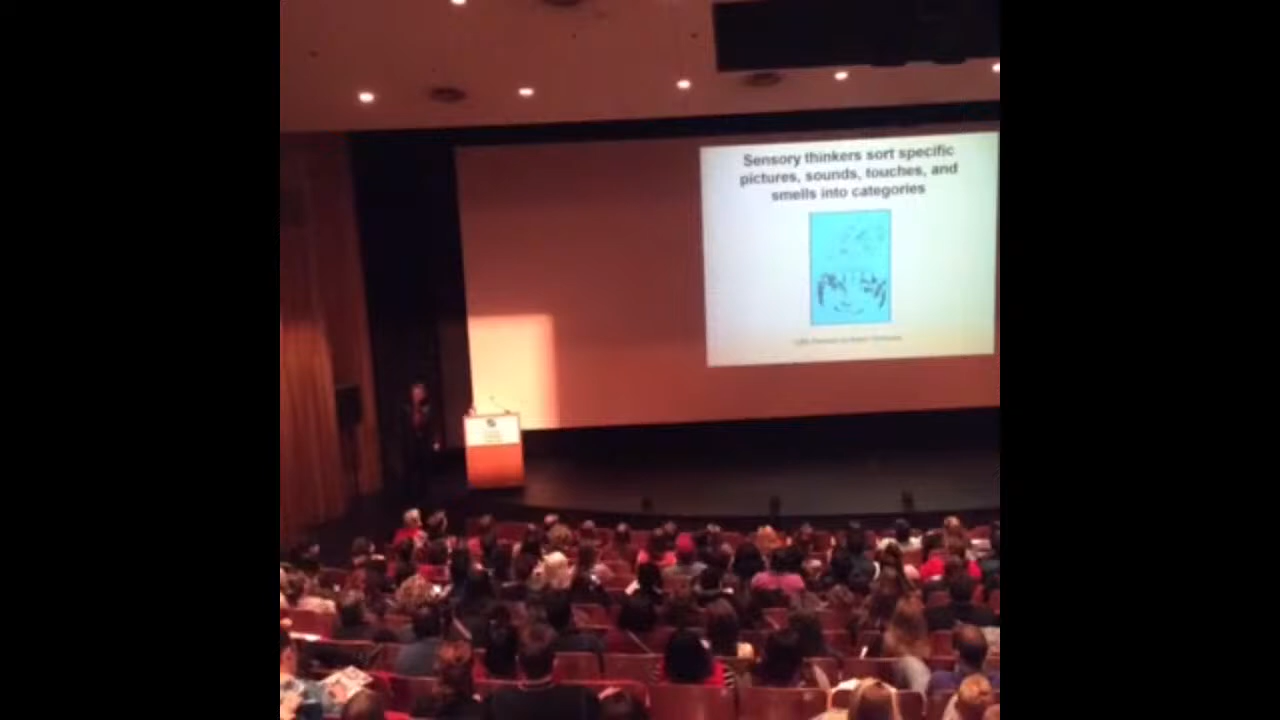 Sensory thinkers sort specific
pictures, sounds, touches, and
smells into categories